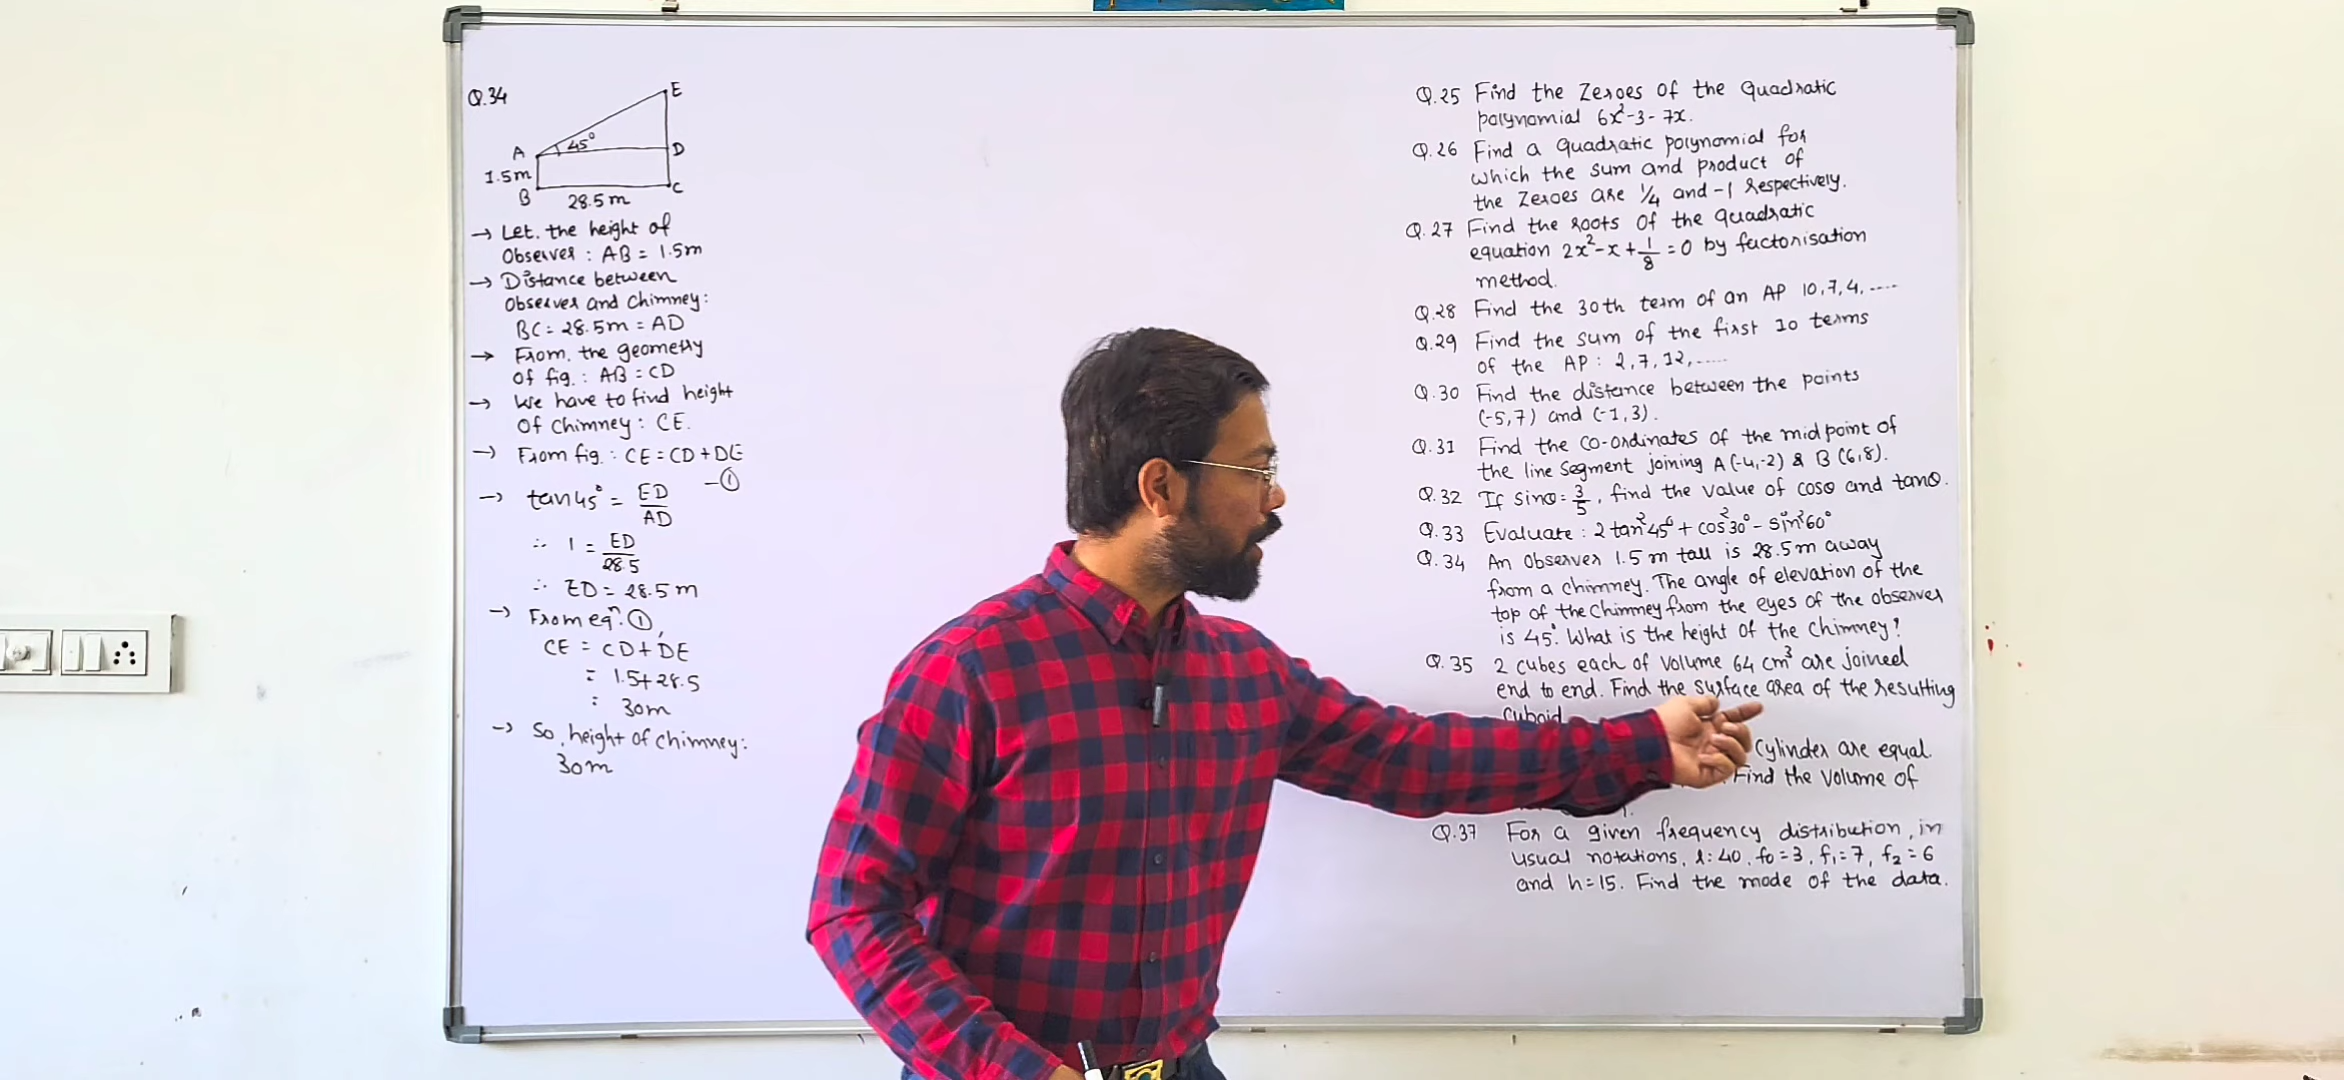 Q.34
E
A
45°
D
1.5m
B
28.5m
C
→ Let. the height of
Observer : AB = 1.5m
→ Distance between
Observer and chimney:
BC = 28.5m = AD
→ From. the geometry
of fig. : AB = CD
→ We have to find height
Of chimney: CE.
→ From fig. : CE = CD + DE
-①
→ tan45° = ED/AD
∴ 1 = ED/28.5
∴ ED = 28.5m
→ From eqn. ①,
CE = CD + DE
= 1.5+28.5
= 30m
→ So, height of chimney:
30m
Q.25 Find the Zeroes of the quadratic
polynomial 6x²-3-7x.
Q.26 Find a quadratic polynomial for
which the sum and product of
the Zeroes are 1/4 and -1 respectively.
Q.27 Find the roots of the quadratic
equation 2x²-x+1/8=0 by factorisation
method.
Q.28 Find the 30th term of an AP 10,7,4,.....
Q.29 Find the sum of the first 10 terms
of the AP : 2,7,12,.....
Q.30 Find the distance between the points
(-5,7) and (-1,3).
Q.31 Find the co-ordinates of the midpoint of
the line segment joining A(-4,-2) & B(6,8).
Q.32 If sinθ=3/5, find the value of cosθ and tanθ.
Q.33 Evaluate : 2tan²45°+cos²30°-sin²60°
Q.34 An Observer 1.5m tall is 28.5m away
from a chimney. The angle of elevation of the
top of the chimney from the eyes of the observer
is 45°. What is the height of the chimney?
Q.35 2 cubes each of volume 64 cm³ are joined
end to end. Find the surface area of the resulting
cuboid
Cylinder are equal.
Find the volume of
Q.37 For a given frequency distribution, in
usual notations, l=40, f0=3, f1=7, f2=6
and h=15. Find the mode of the data.